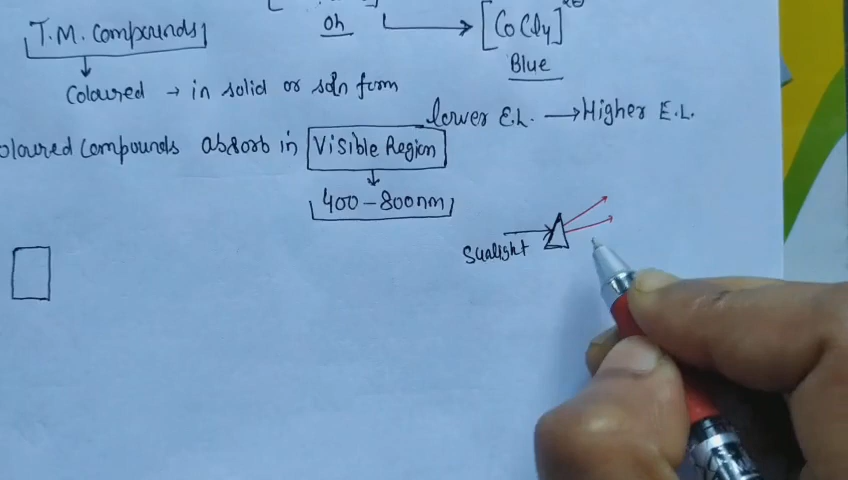 T.M. Compounds
Oh
[CoCl4]
Blue
Coloured → in solid or soln form
lower E.L. → Higher E.L.
oloured Compounds absorb in Visible Region
400-800nm
Sunlight